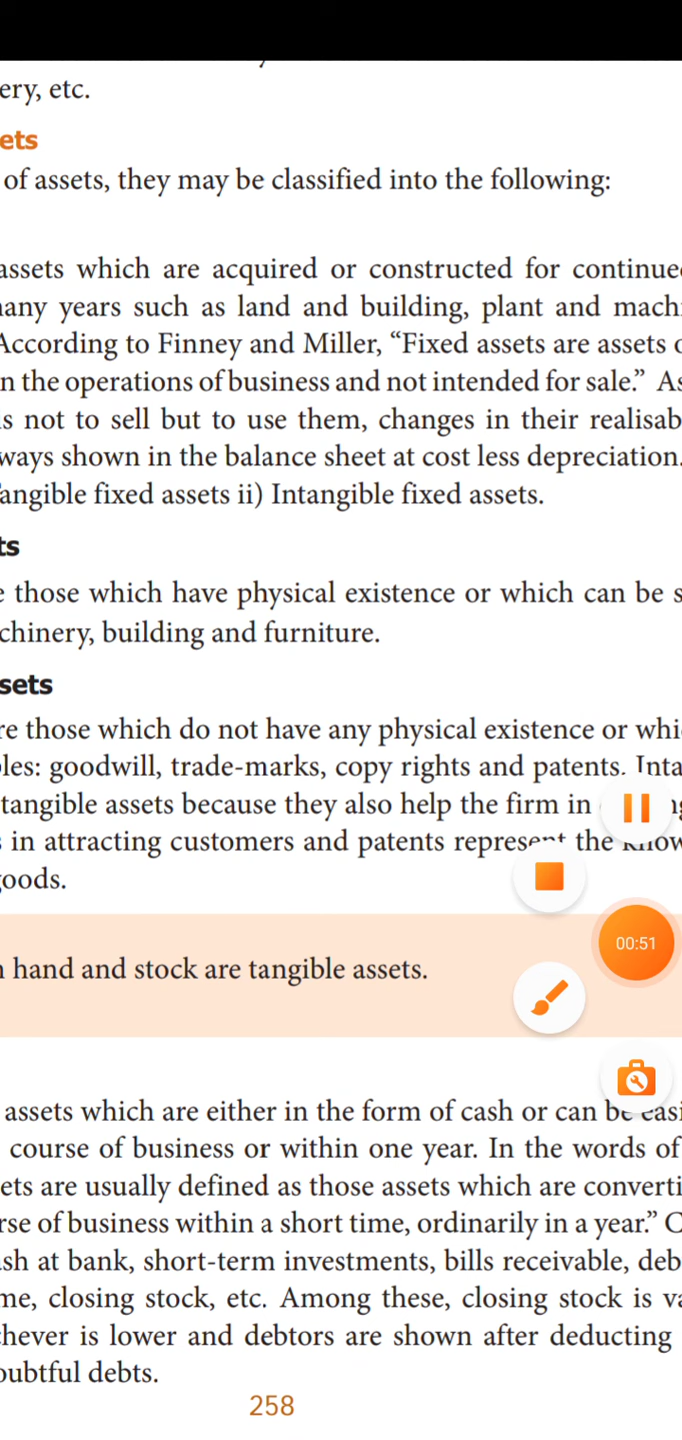 ery, etc.
ets
of assets, they may be classified into the following:
assets which are acquired or constructed for continue
any years such as land and building, plant and mach
According to Finney and Miller, “Fixed assets are assets o
n the operations of business and not intended for sale.” As
s not to sell but to use them, changes in their realisab
ways shown in the balance sheet at cost less depreciation.
angible fixed assets ii) Intangible fixed assets.
ts
e those which have physical existence or which can be s
chinery, building and furniture.
sets
re those which do not have any physical existence or whi
les: goodwill, trade-marks, copy rights and patents. Inta
tangible assets because they also help the firm in
in attracting customers and patents represent the know
oods.
00:51
hand and stock are tangible assets.
assets which are either in the form of cash or can be easi
course of business or within one year. In the words of
ets are usually defined as those assets which are converti
rse of business within a short time, ordinarily in a year.” C
sh at bank, short-term investments, bills receivable, deb
me, closing stock, etc. Among these, closing stock is va
chever is lower and debtors are shown after deducting
oubtful debts.
258